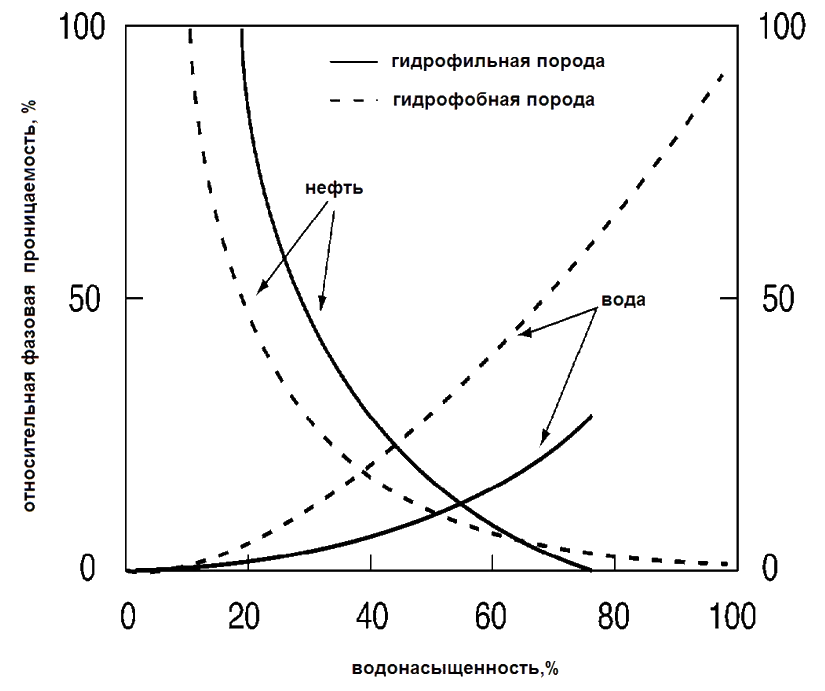 100
100
гидрофильная порода
гидрофобная порода
относительная фазовая проницаемость, %
нефть
50
вода
50
0
0
0 20 40 60 80 100
водонасыщенность,%